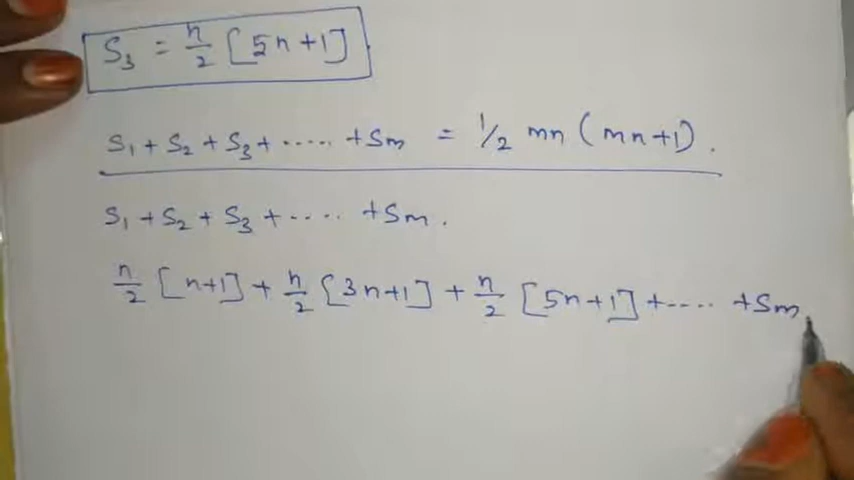 S₃ = n/2 [5n+1]
S₁ + S₂ + S₃ + ..... + Sm = 1/2 mn (mn+1).
S₁ + S₂ + S₃ + .... + Sm.
n/2 [n+1] + n/2 [3n+1] + n/2 [5n+1] + .... + Sm